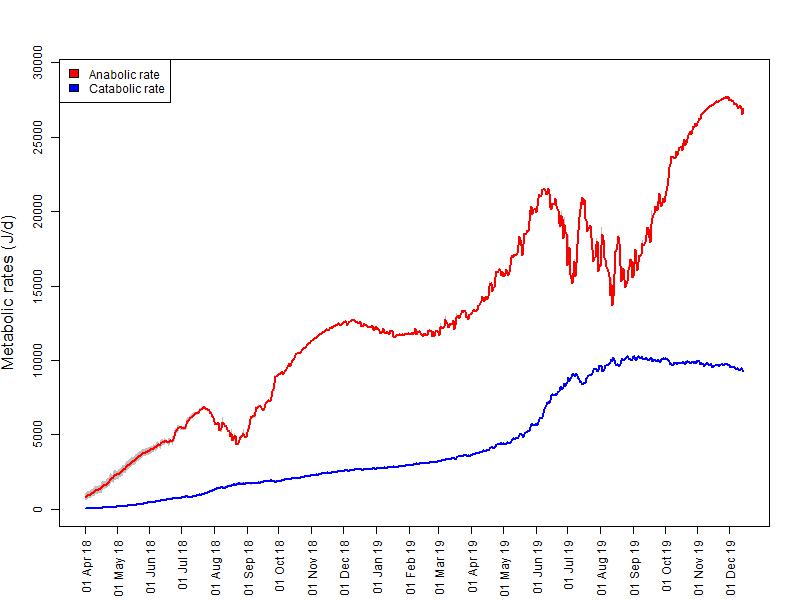 Anabolic rate
Catabolic rate
Metabolic rates (J/d)
30000
25000
20000
15000
10000
5000
0
01 Apr 18
01 May 18
01 Jun 18
01 Jul 18
01 Aug 18
01 Sep 18
01 Oct 18
01 Nov 18
01 Dec 18
01 Jan 19
01 Feb 19
01 Mar 19
01 Apr 19
01 May 19
01 Jun 19
01 Jul 19
01 Aug 19
01 Sep 19
01 Oct 19
01 Nov 19
01 Dec 19